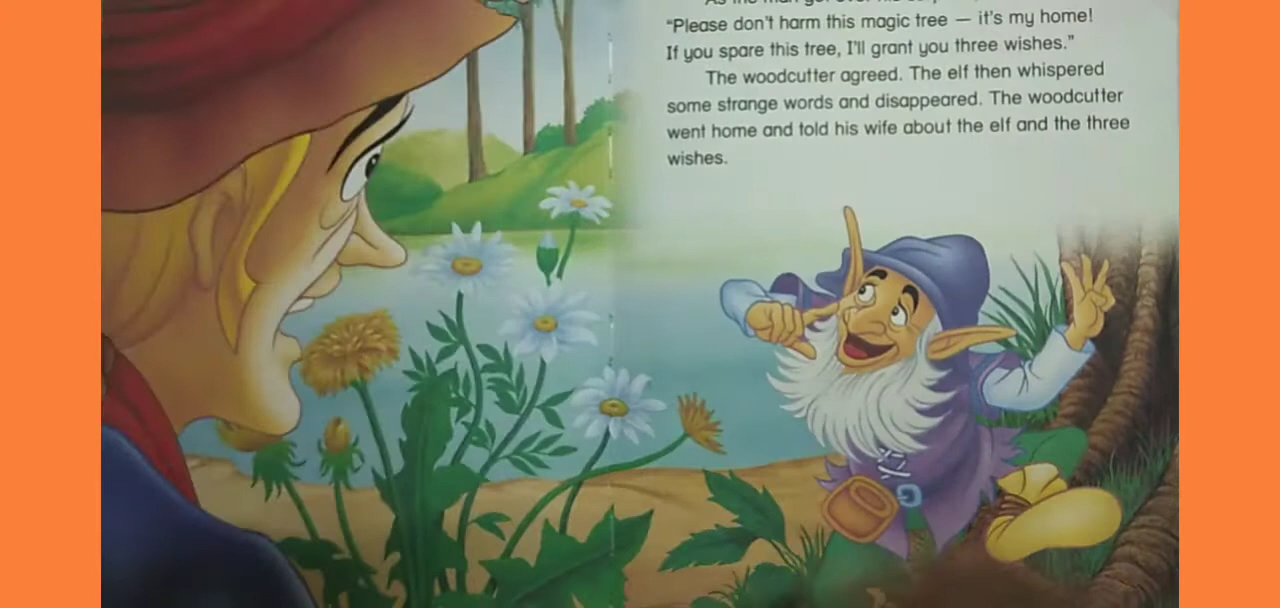 "Please don't harm this magic tree — it's my home!
If you spare this tree, I'll grant you three wishes."
The woodcutter agreed. The elf then whispered
some strange words and disappeared. The woodcutter
went home and told his wife about the elf and the three
wishes.